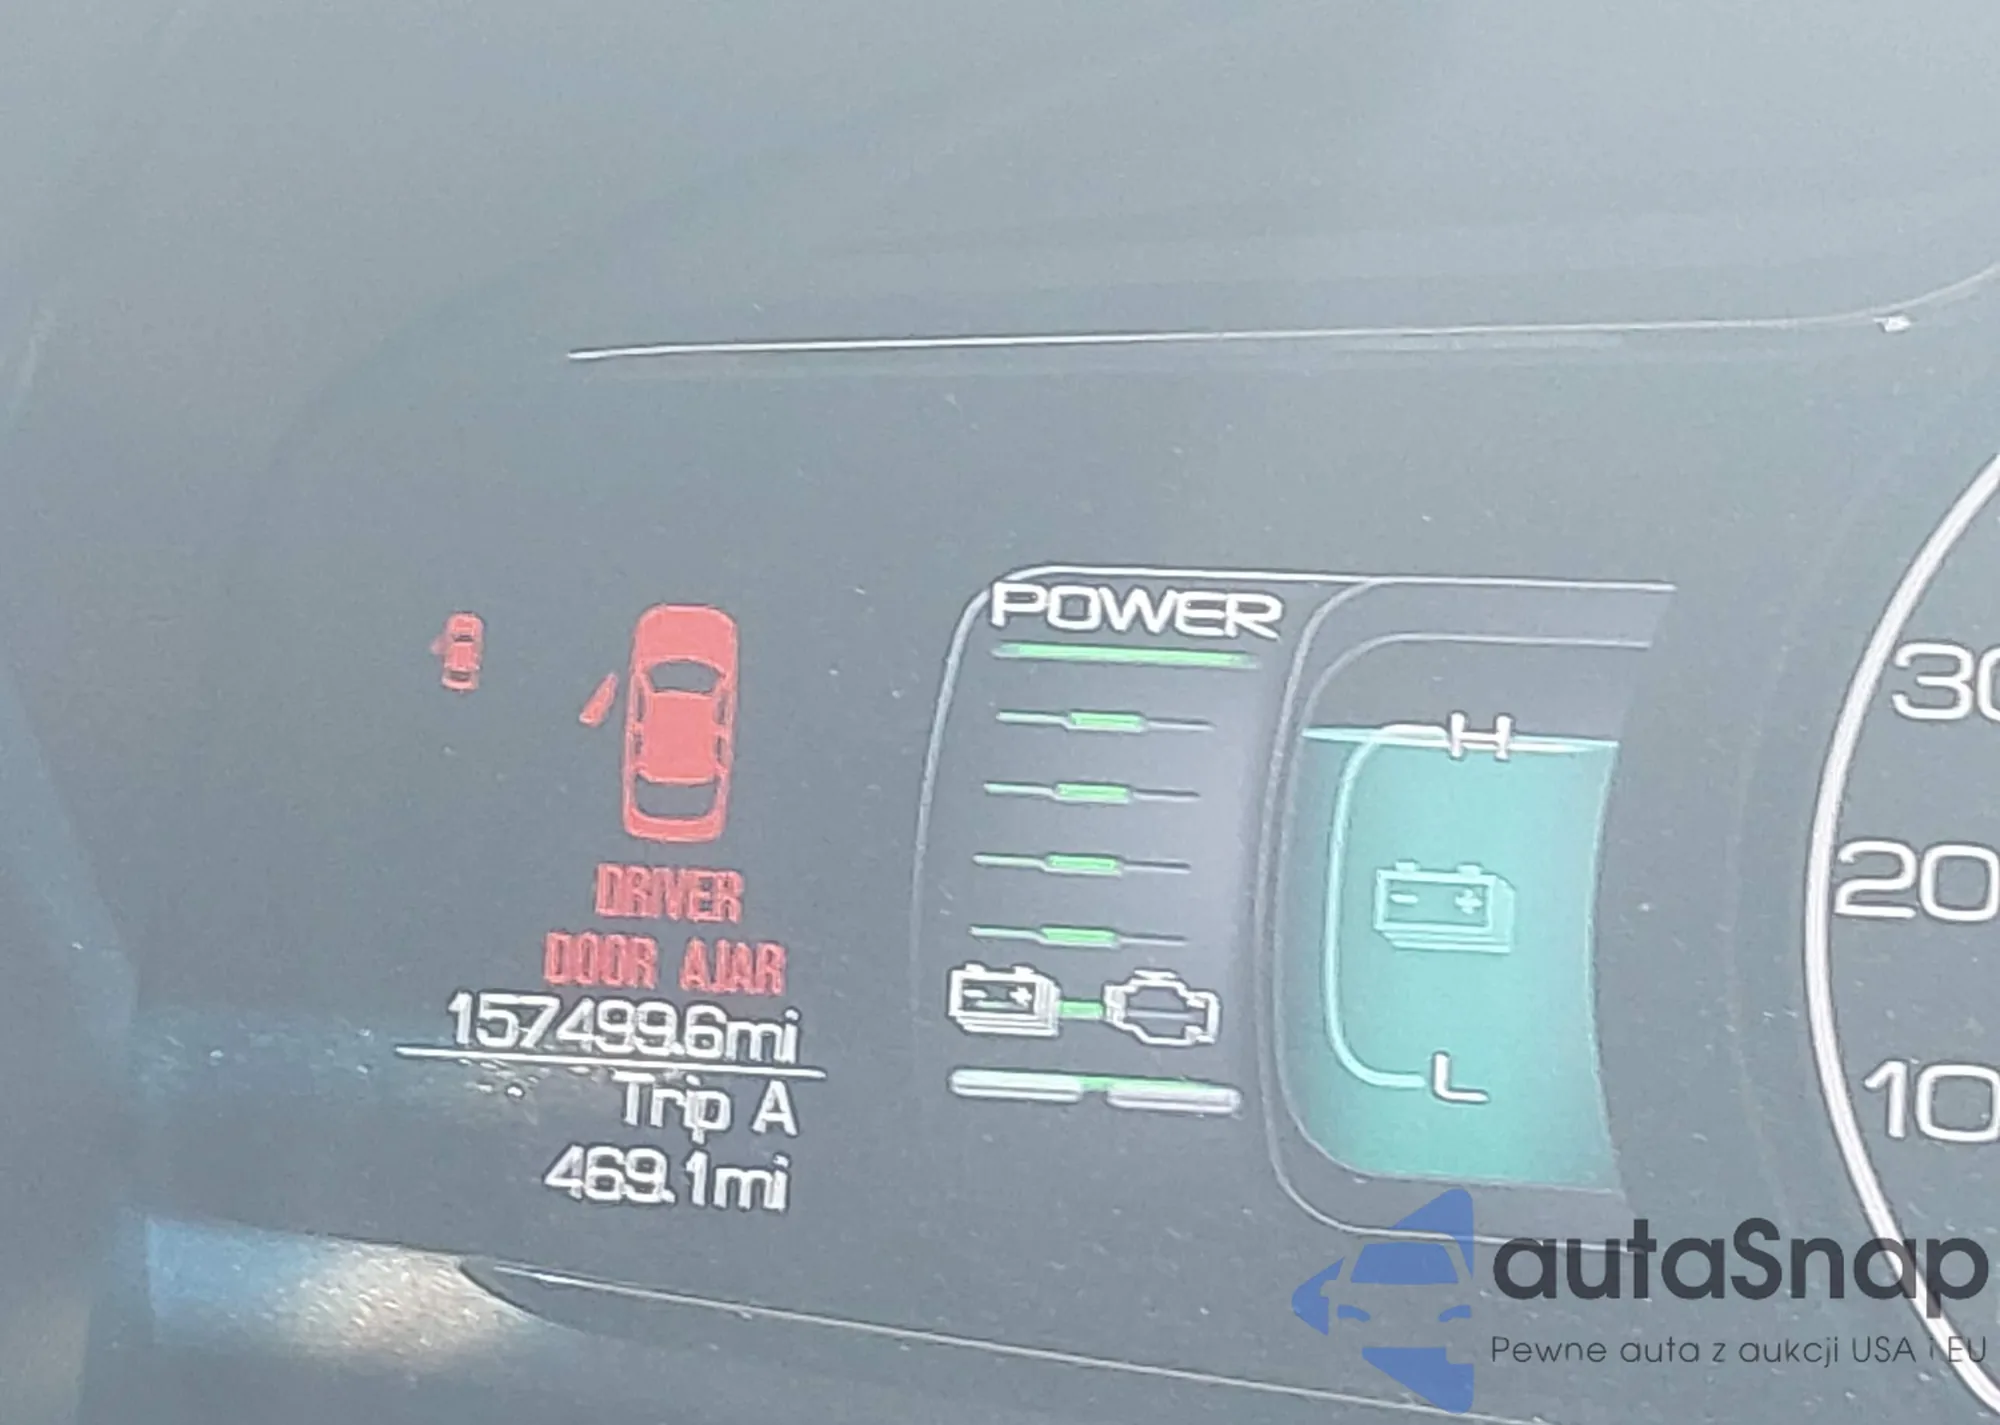 POWER
H
L
DRIVER
DOOR AJAR
157499.6mi
Trip A
469.1mi
30
20
10
autaSnap
Pewne auta z aukcji USA i EU